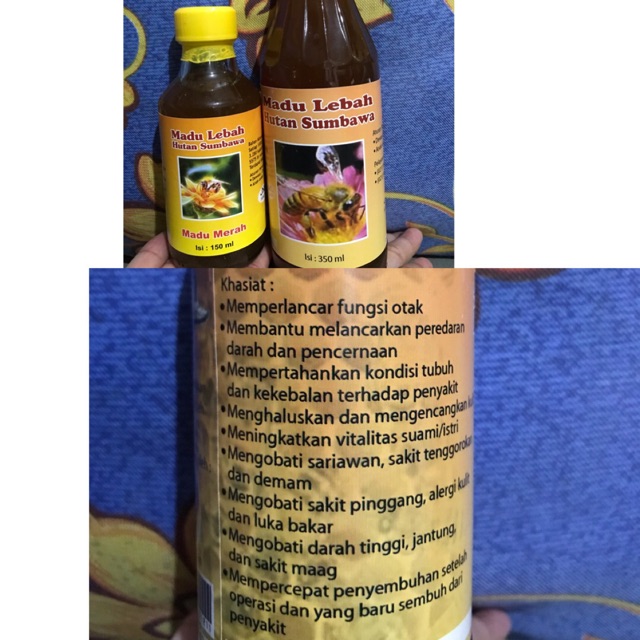 Madu Lebah
Hutan Sumbawa
Madu Merah
Isi : 150 ml
Madu Lebah
Hutan Sumbawa
Isi : 350 ml
Khasiat :
•Memperlancar fungsi otak
•Membantu melancarkan peredaran
darah dan pencernaan
•Mempertahankan kondisi tubuh
dan kekebalan terhadap penyakit
•Menghaluskan dan mengencangkan
•Meningkatkan vitalitas suami/istri
•Mengobati sariawan, sakit tenggorokan
dan demam
•Mengobati sakit pinggang, alergi kulit
dan luka bakar
•Mengobati darah tinggi, jantung,
dan sakit maag
•Mempercepat penyembuhan setelah
operasi dan yang baru sembuh dari
penyakit